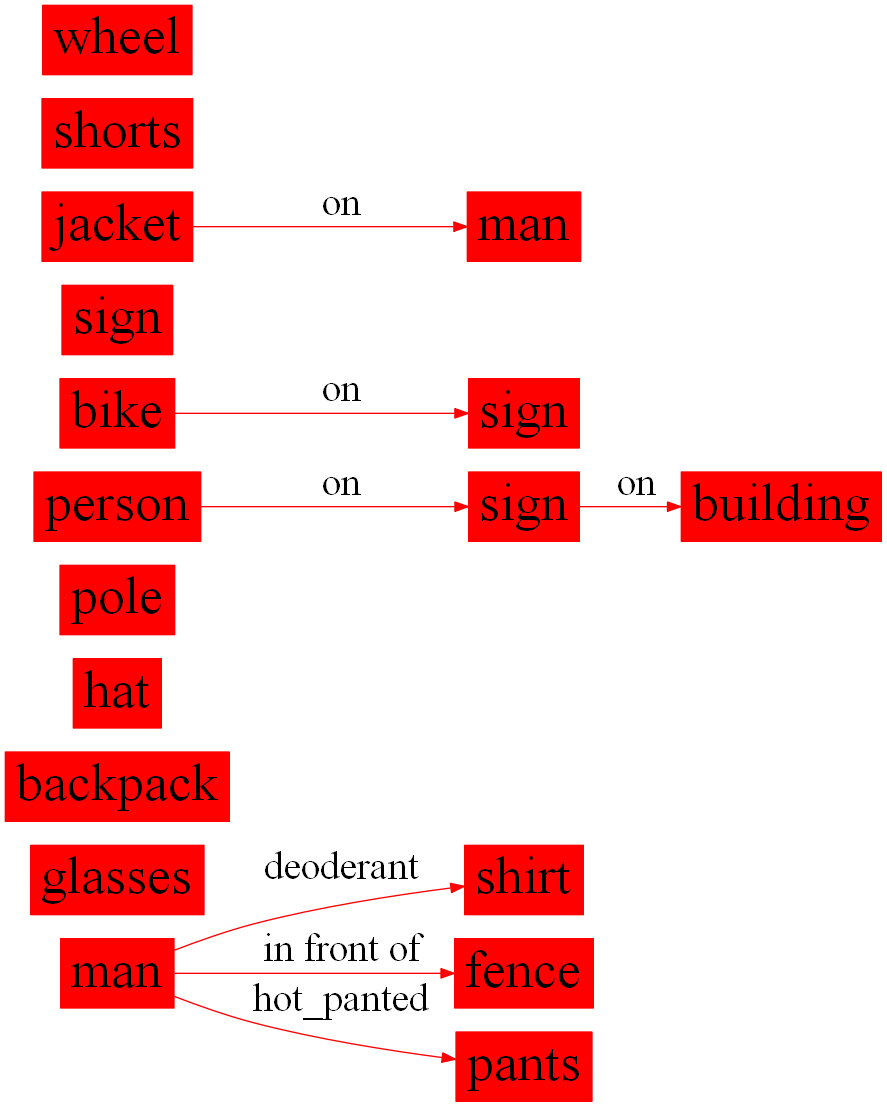 wheel
shorts
jacket on man
sign
bike on sign
person on sign on building
pole
hat
backpack
glasses
deoderant shirt
man in front of fence
hot_panted
pants